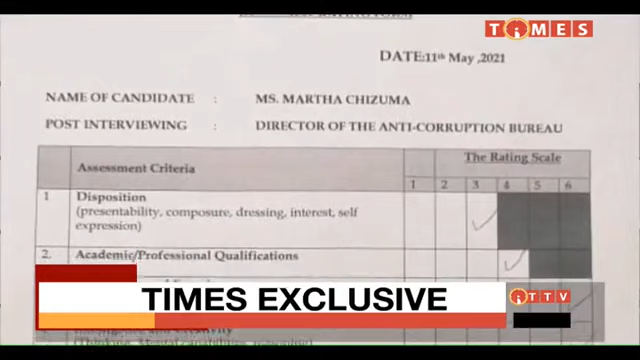 TiMES
DATE:11th May ,2021
NAME OF CANDIDATE : MS. MARTHA CHIZUMA
POST INTERVIEWING : DIRECTOR OF THE ANTI-CORRUPTION BUREAU
Assessment Criteria The Rating Scale
1 2 3 4 5 6
1 Disposition
(presentability, composure, dressing, interest, self
expression)
2. Academic/Professional Qualifications
TIMES EXCLUSIVE
TTV